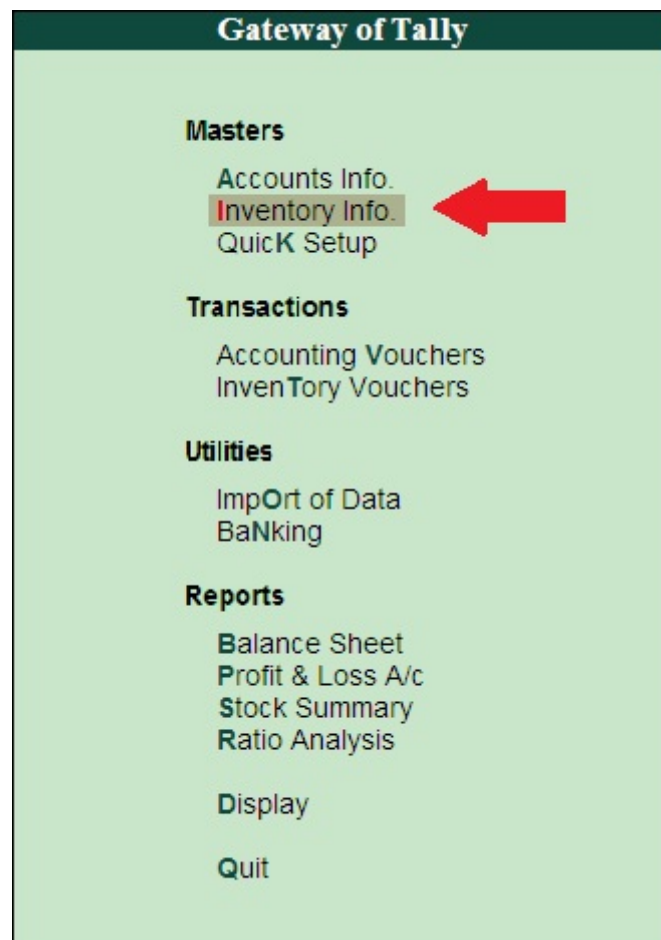 Gateway of Tally
Masters
Accounts Info.
Inventory Info.
QuicK Setup
Transactions
Accounting Vouchers
InvenTory Vouchers
Utilities
ImpOrt of Data
BaNking
Reports
Balance Sheet
Profit & Loss A/c
Stock Summary
Ratio Analysis
Display
Quit